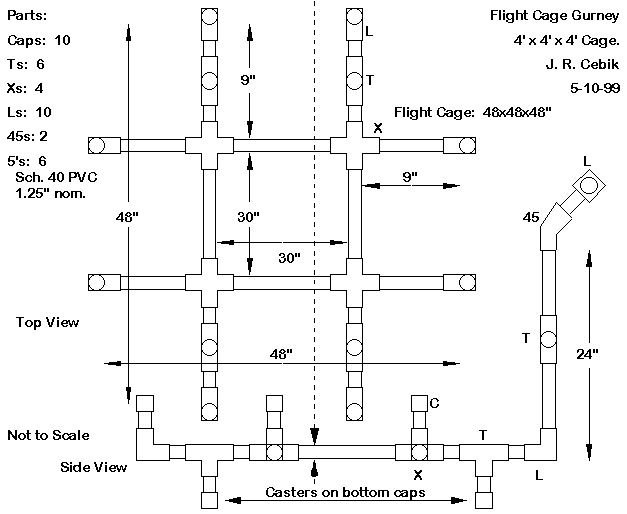 Parts:
Caps: 10
Ts: 6
Xs: 4
Ls: 10
45s: 2
5's: 6
Sch. 40 PVC
1.25" nom.
Flight Cage Gurney
4' x 4' x 4' Cage.
J. R. Cebik
5-10-99
Flight Cage: 48x48x48"
L
9"
T
X
9"
48"
30"
30"
L
45
T
24"
Top View
48"
C
Not to Scale
Side View
T
X
L
Casters on bottom caps